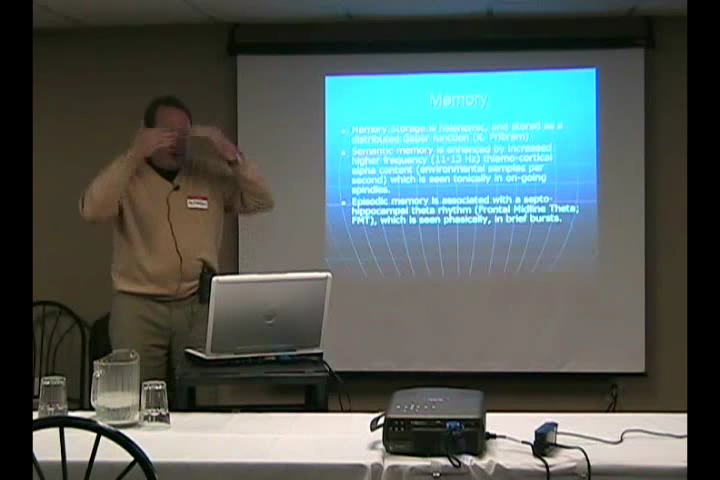 Memory
Memory Storage is holonomic, and stored as a
distributed Gabor function (K. Pribram)
Semantic memory is enhanced by increased
higher frequency (11-13 Hz) thlamo-cortical
alpha content (environmental samples per
second) which is seen tonically in on-going
spindles.
Episodic memory is associated with a septo-
hippocampal theta rhythm (Frontal Midline Theta;
FMT), which is seen phasically, in brief bursts.